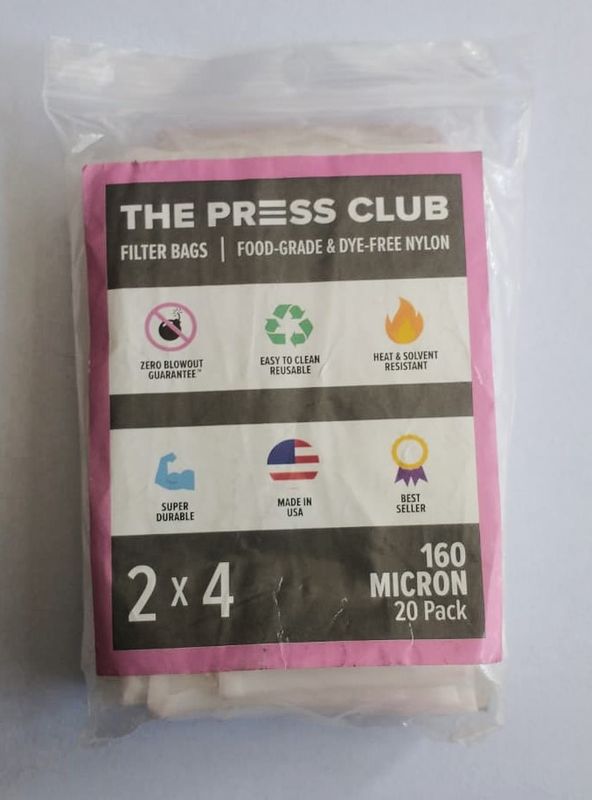 THE PRESS CLUB
FILTER BAGS | FOOD-GRADE & DYE-FREE NYLON
ZERO BLOWOUT
GUARANTEE™
EASY TO CLEAN
REUSABLE
HEAT & SOLVENT
RESISTANT
SUPER
DURABLE
MADE IN
USA
BEST
SELLER
2 x 4
160
MICRON
20 Pack